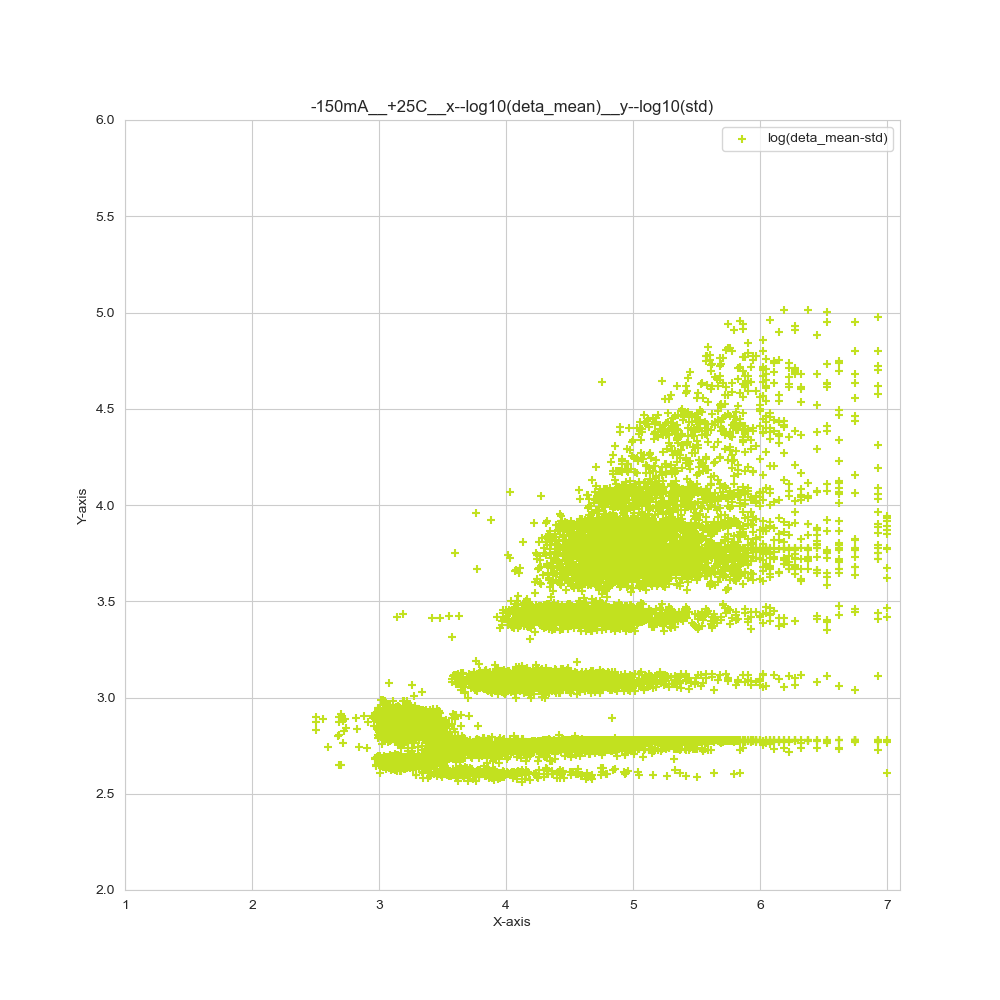 -150mA__+25C__x--log10(deta_mean)__y--log10(std)
log(deta_mean-std)
6.0
5.5
5.0
4.5
4.0
3.5
3.0
2.5
2.0
Y-axis
1 2 3 4 5 6 7
X-axis